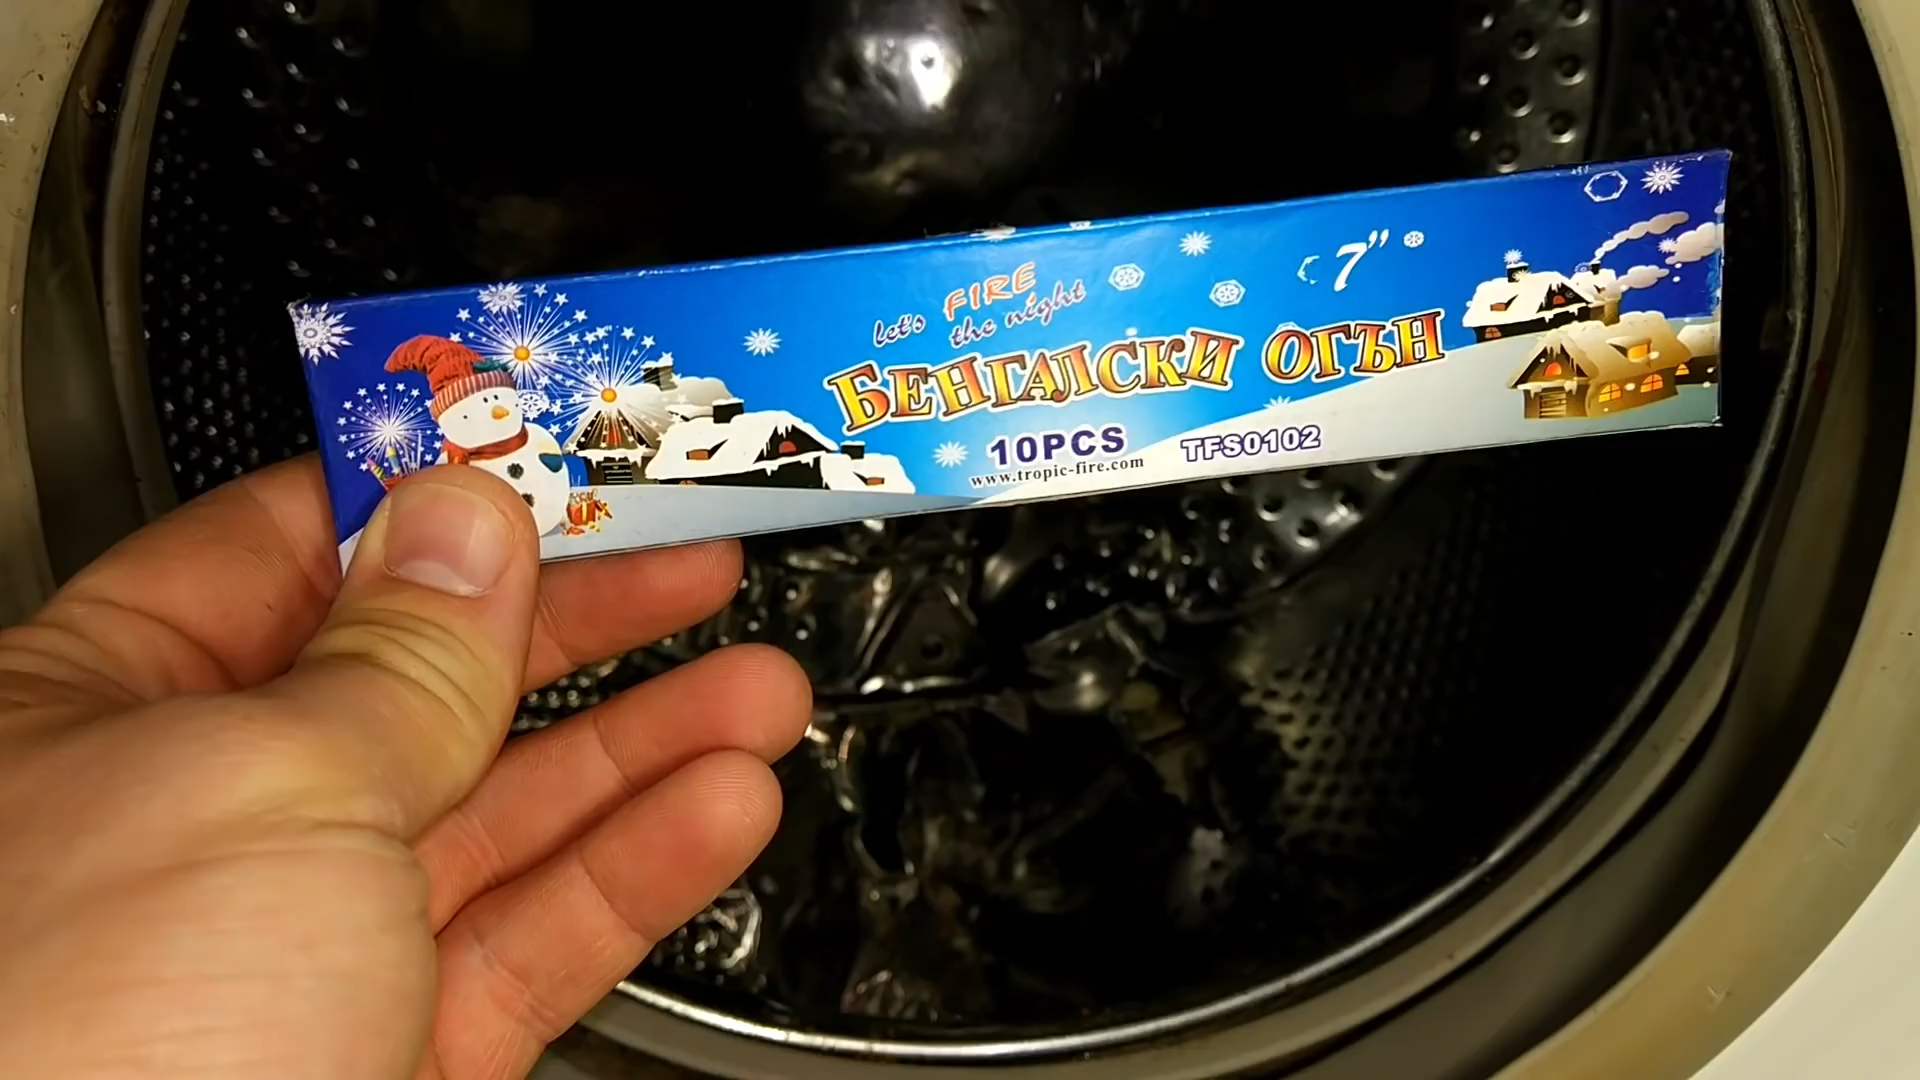 let's FIRE
the night
7”
БЕНГАЛСКИ ОГЪН
10PCS TFS0102
www.tropic-fire.com